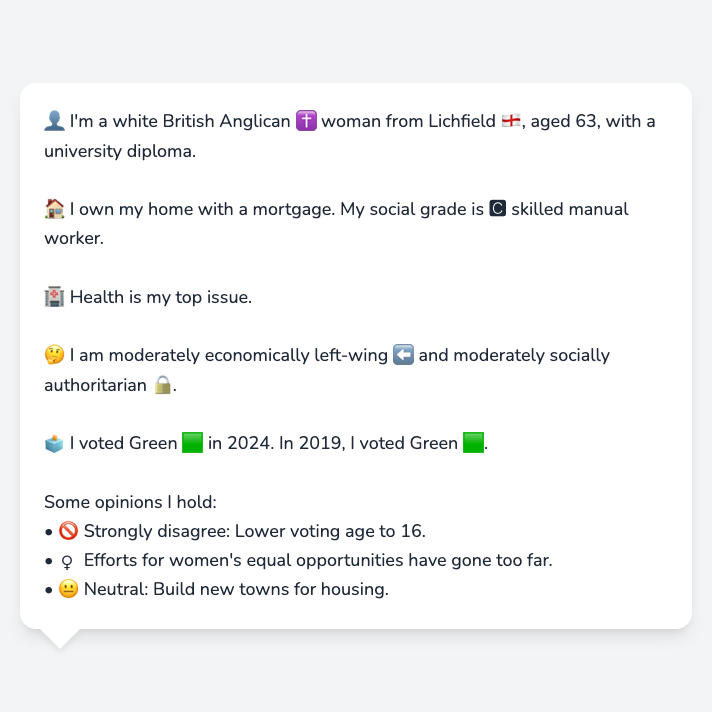 👤 I'm a white British Anglican ✝️ woman from Lichfield 🏴󠁧󠁢󠁥󠁮󠁧󠁿, aged 63, with a
university diploma.
🏠 I own my home with a mortgage. My social grade is 🅲 skilled manual
worker.
🏥 Health is my top issue.
🤔 I am moderately economically left-wing ⬅️ and moderately socially
authoritarian 🔒.
🗳️ I voted Green 🟩 in 2024. In 2019, I voted Green 🟩.
Some opinions I hold:
• 🚫 Strongly disagree: Lower voting age to 16.
• ♀ Efforts for women's equal opportunities have gone too far.
• 😐 Neutral: Build new towns for housing.